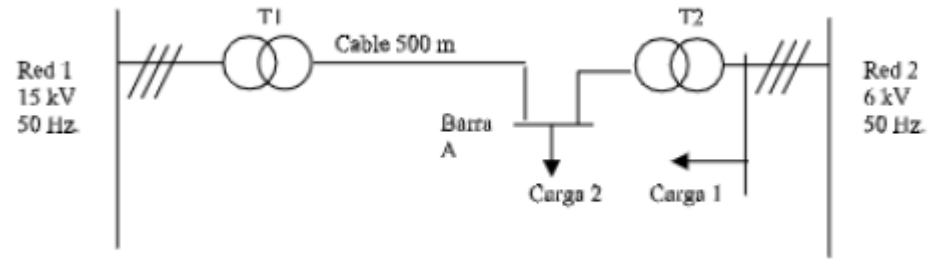 T1
T2
Cable 500 m
Red 1
15 kV
50 Hz.
Red 2
6 kV
50 Hz.
Barra
A
Carga 2
Carga 1